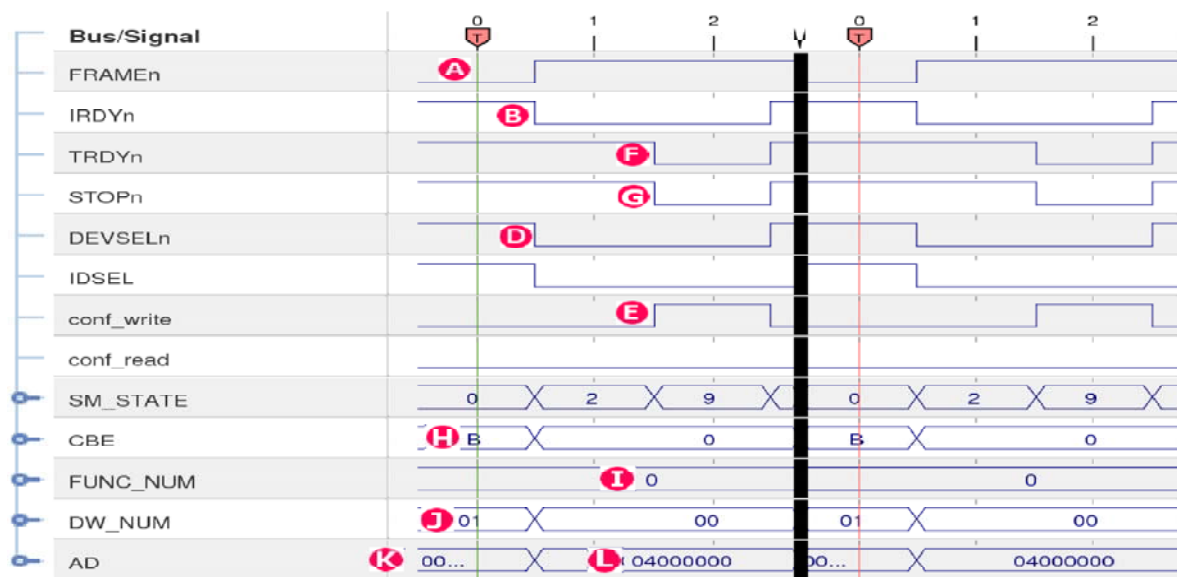 0 1 2 0 1 2
Bus/Signal T T
FRAMEn A
IRDYn B
TRDYn F
STOPn G
DEVSELn D
IDSEL
conf_write E
conf_read
SM_STATE 0 2 9 0 2 9
CBE H B 0 B 0
FUNC_NUM I 0 0
DW_NUM J 01 00 01 00
AD K 00... L 04000000 00... 04000000